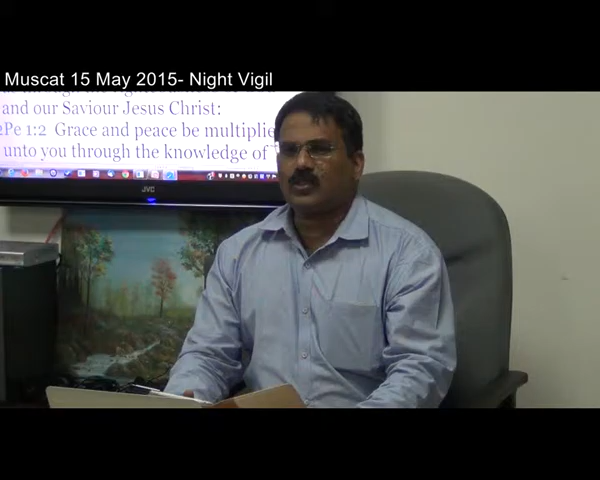 Muscat 15 May 2015- Night Vigil
and our Saviour Jesus Christ:
2Pe 1:2 Grace and peace be multiplie
unto you through the knowledge of
JVC